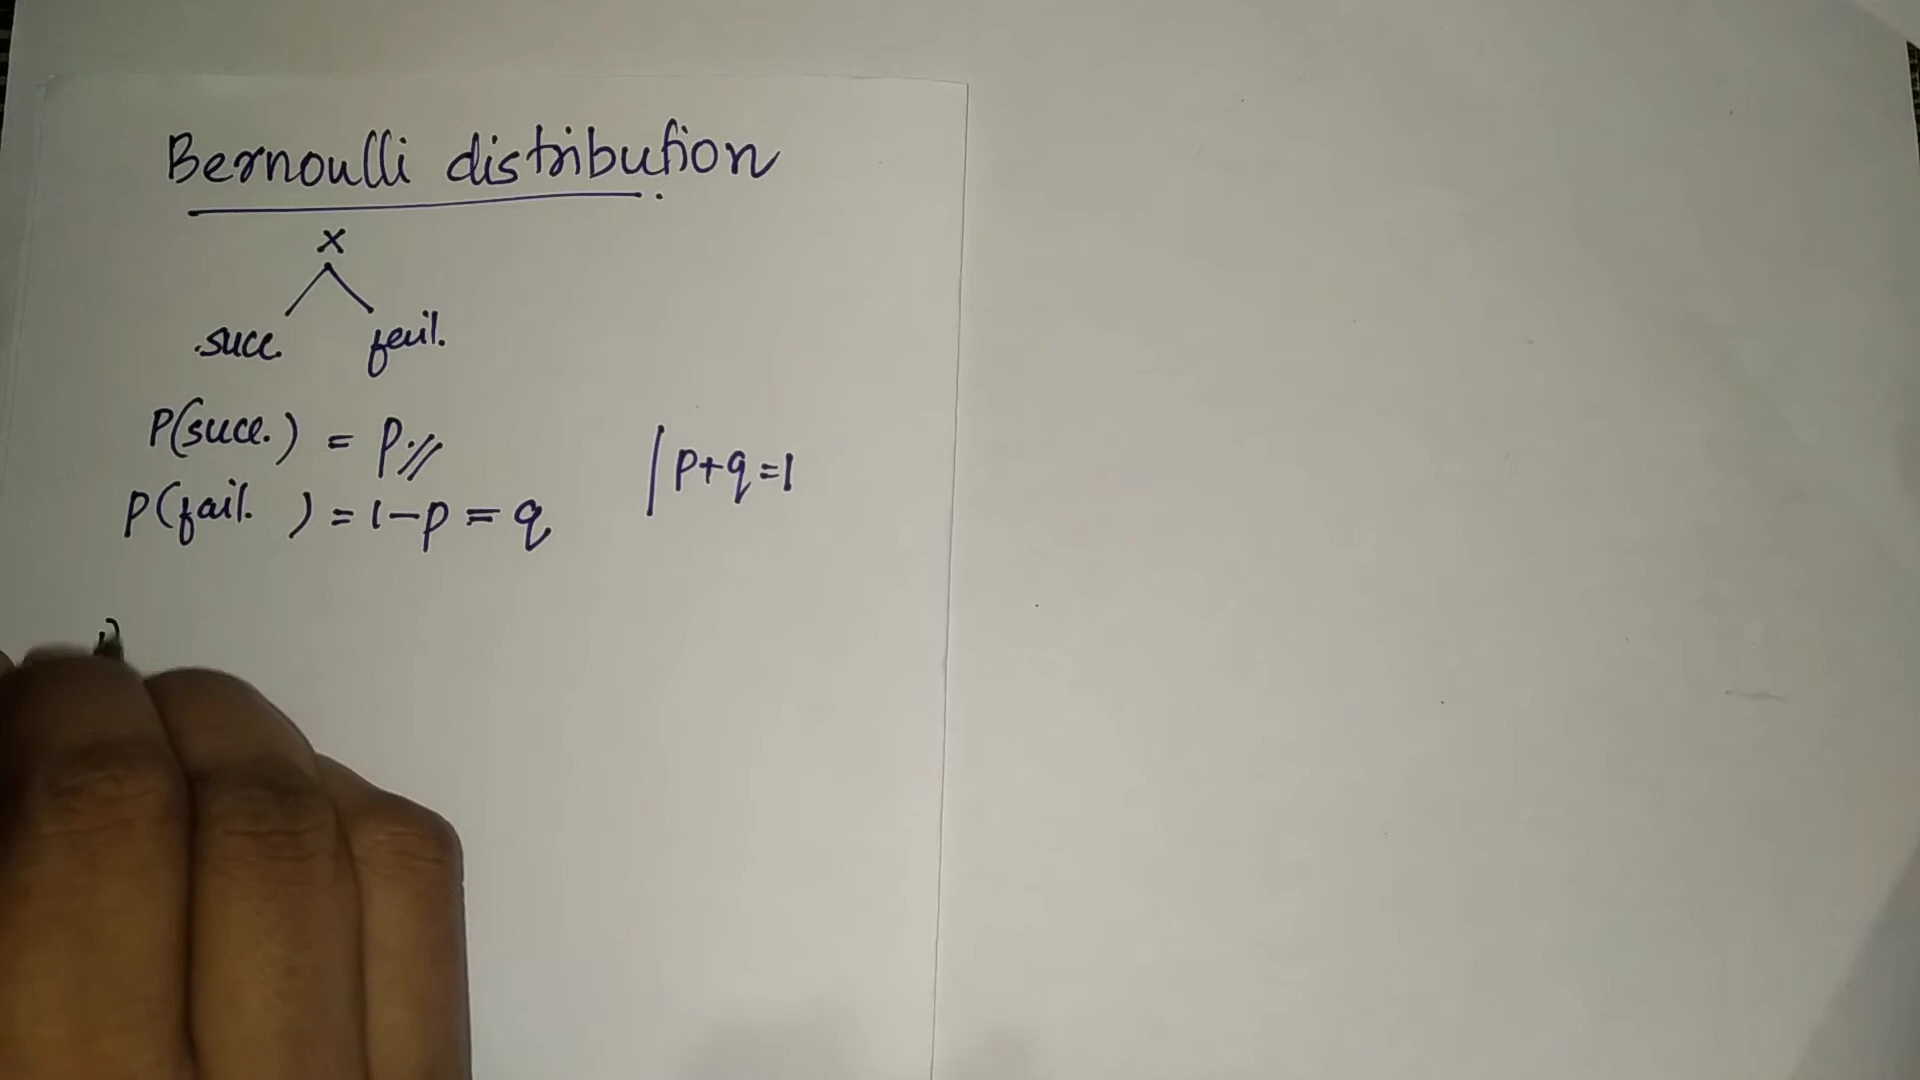 Bernoulli distribution
x
succ. fail.
P(succ.) = p
p+q=1
P(fail. ) = 1-p = q